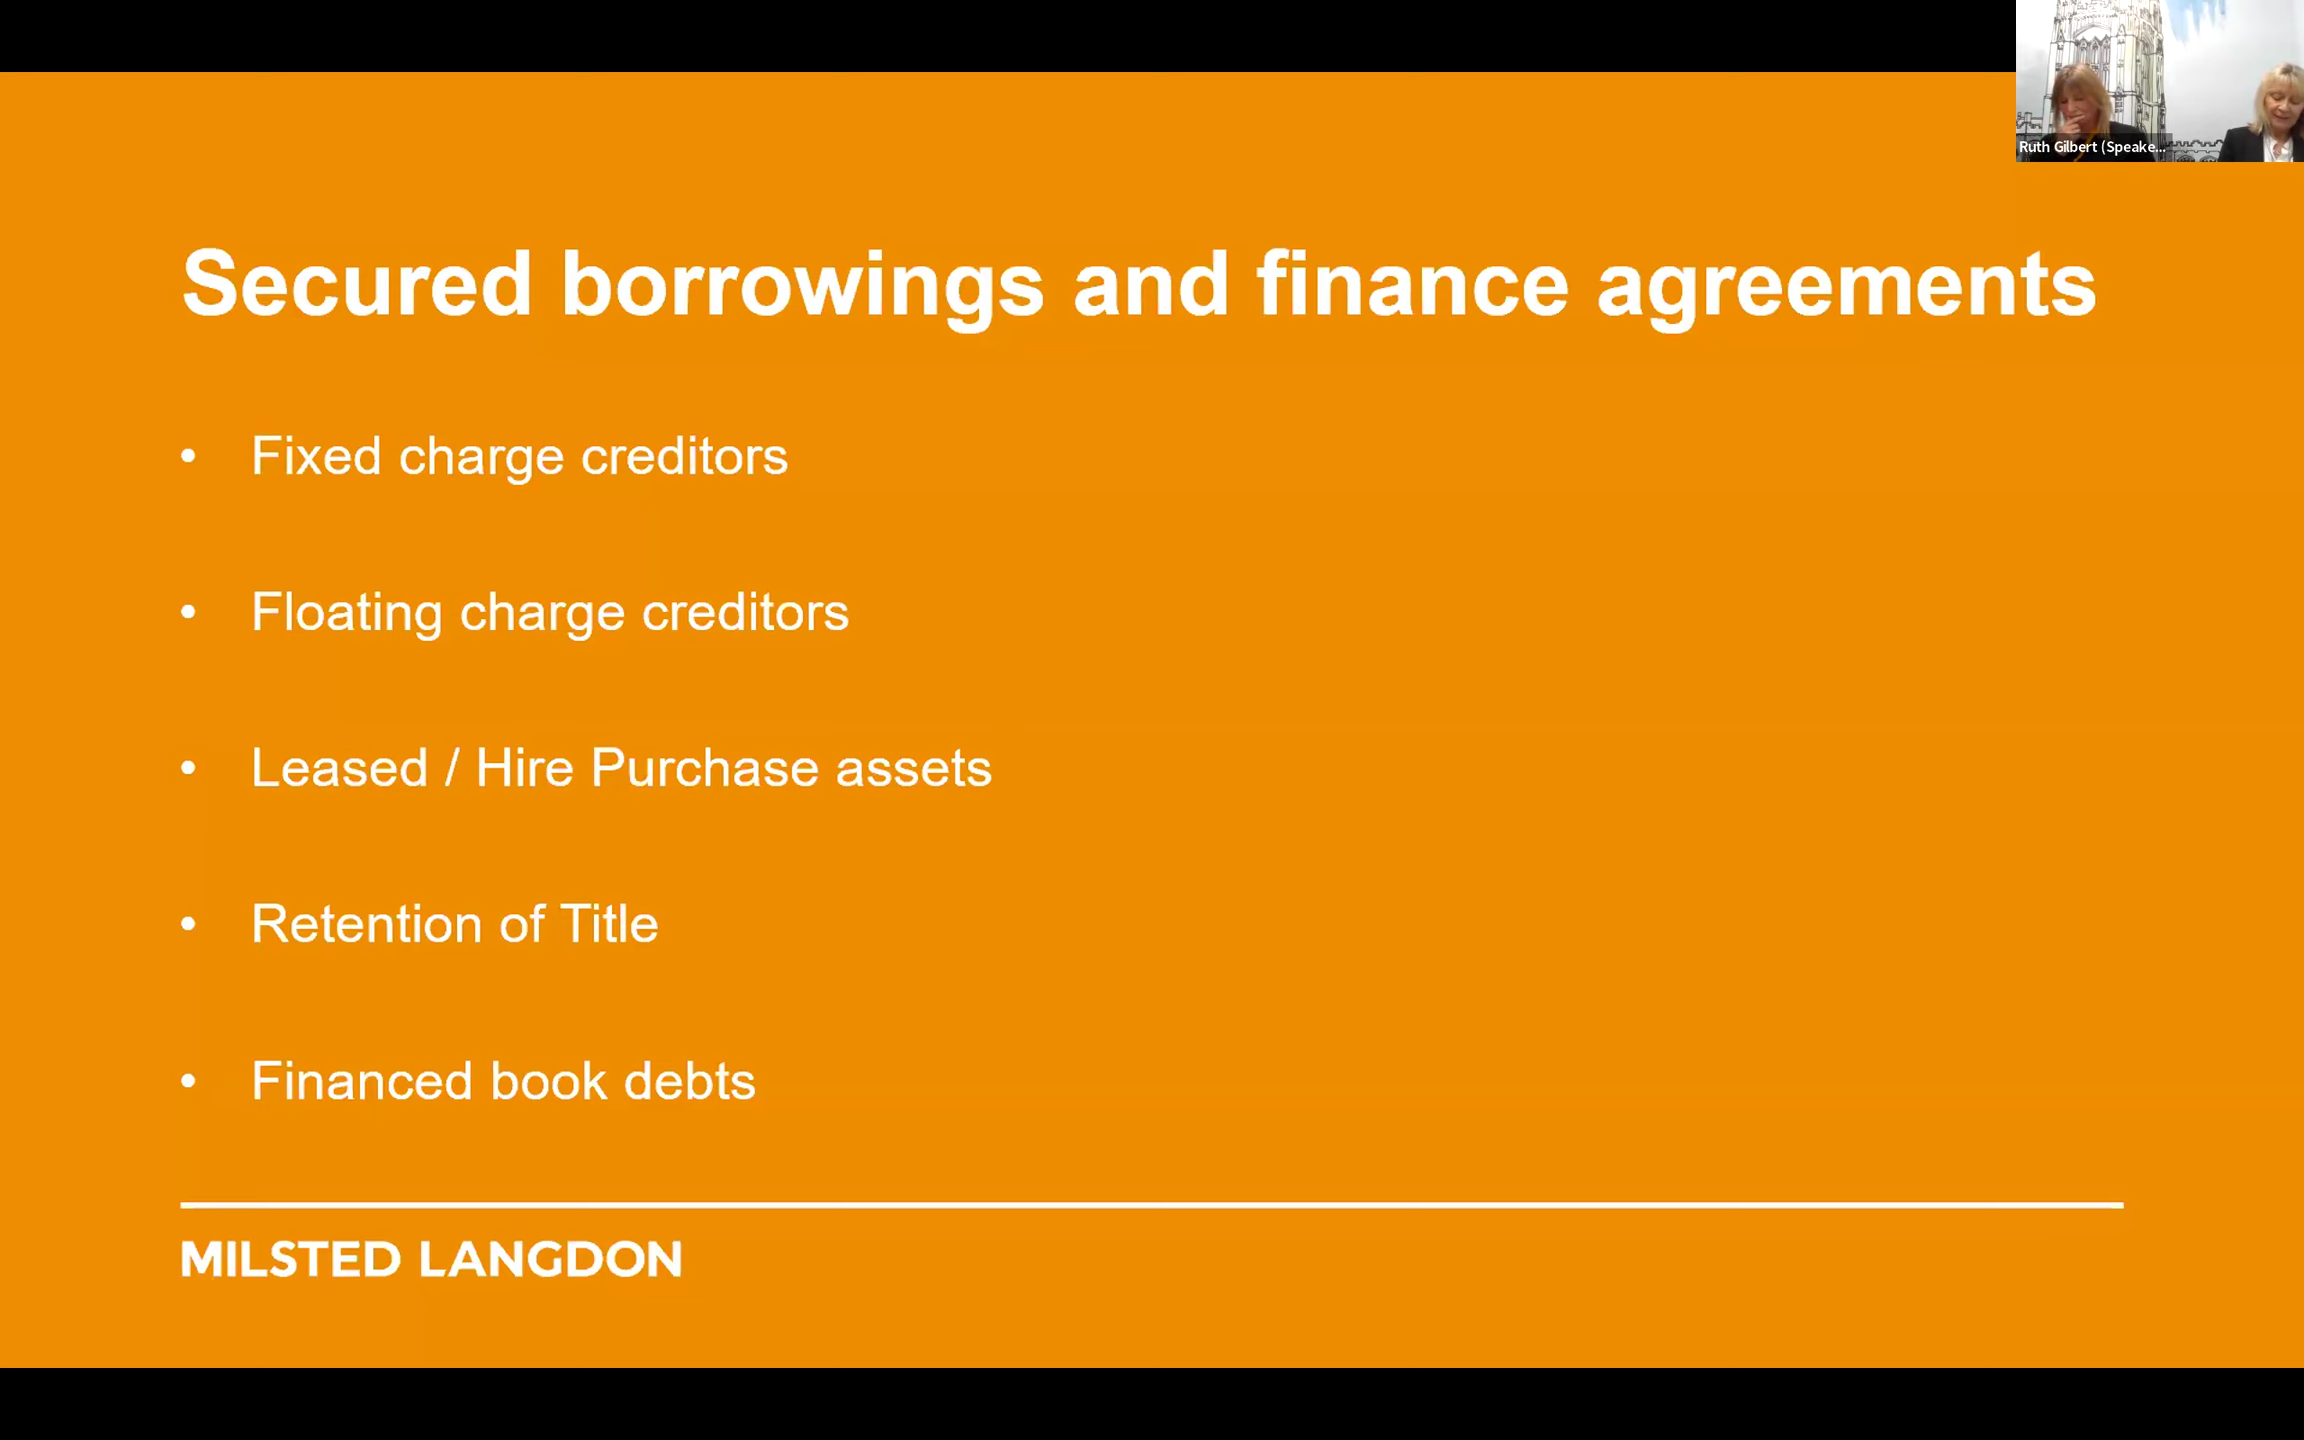 Ruth Gilbert (Speake...
Secured borrowings and finance agreements
• Fixed charge creditors
• Floating charge creditors
• Leased / Hire Purchase assets
• Retention of Title
• Financed book debts
MILSTED LANGDON